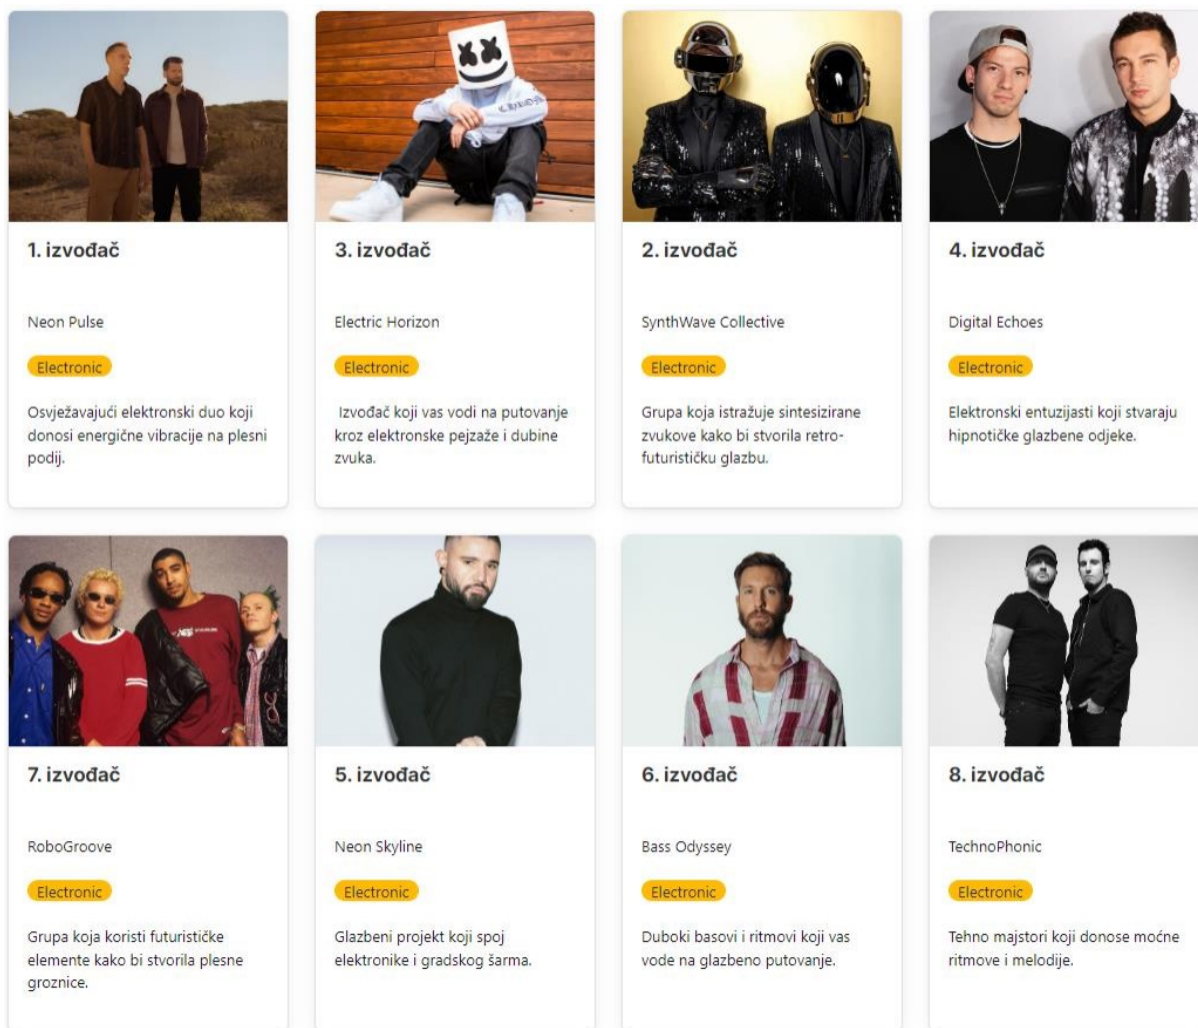 1. izvođač
Neon Pulse
Electronic
Osvježavajući elektronski duo koji
donosi energične vibracije na plesni
podij.
3. izvođač
Electric Horizon
Electronic
Izvođač koji vas vodi na putovanje
kroz elektronske pejzaže i dubine
zvuka.
2. izvođač
SynthWave Collective
Electronic
Grupa koja istražuje sintesizirane
zvukove kako bi stvorila retro-
futurističku glazbu.
4. izvođač
Digital Echoes
Electronic
Elektronski entuzijasti koji stvaraju
hipnotičke glazbene odjeke.
7. izvođač
RoboGroove
Electronic
Grupa koja koristi futurističke
elemente kako bi stvorila plesne
groznice.
5. izvođač
Neon Skyline
Electronic
Glazbeni projekt koji spoj
elektronike i gradskog šarma.
6. izvođač
Bass Odyssey
Electronic
Duboki basovi i ritmovi koji vas
vode na glazbeno putovanje.
8. izvođač
TechnoPhonic
Electronic
Tehno majstori koji donose moćne
ritmove i melodije.